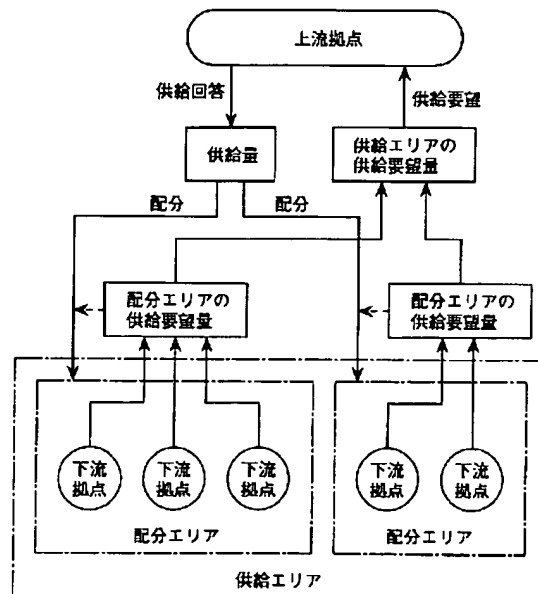 上流拠点
供給回答
供給要望
供給量
供給エリアの
供給要望量
配分
配分
配分エリアの
供給要望量
配分エリアの
供給要望量
下流
拠点
下流
拠点
下流
拠点
下流
拠点
下流
拠点
配分エリア
配分エリア
供給エリア